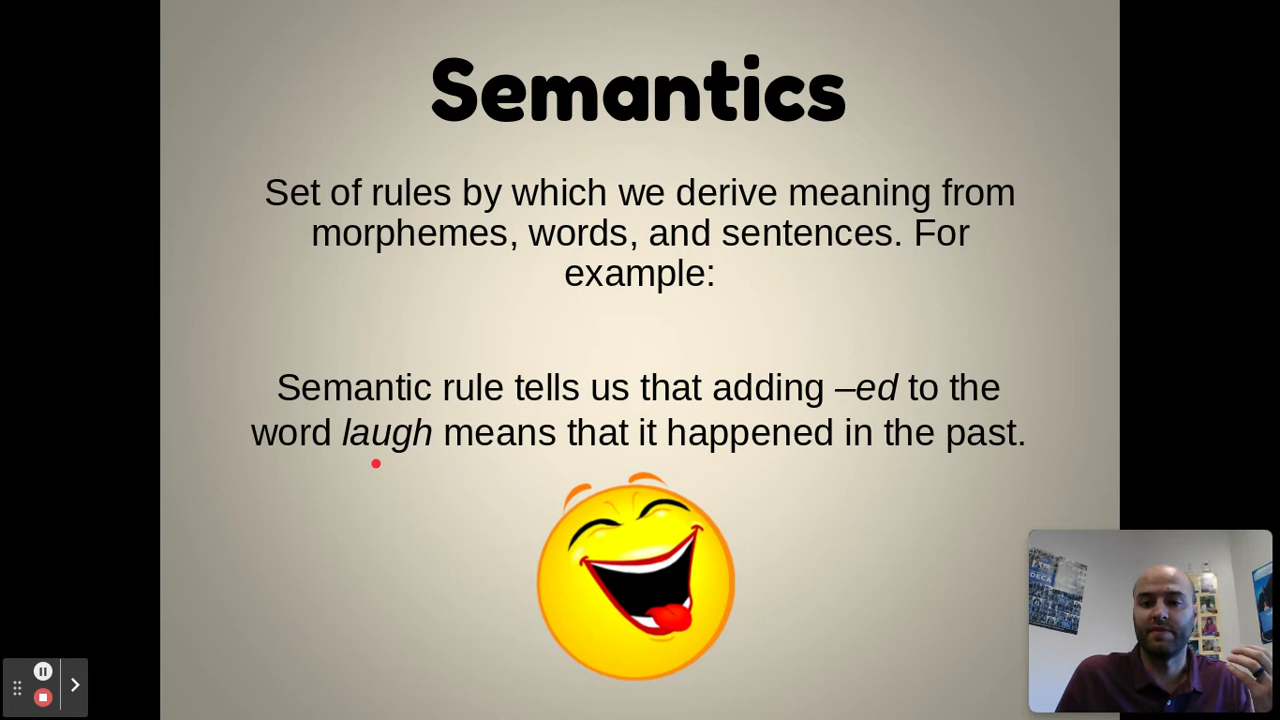 Semantics
Set of rules by which we derive meaning from
morphemes, words, and sentences. For
example:
Semantic rule tells us that adding –ed to the
word laugh means that it happened in the past.
DECA